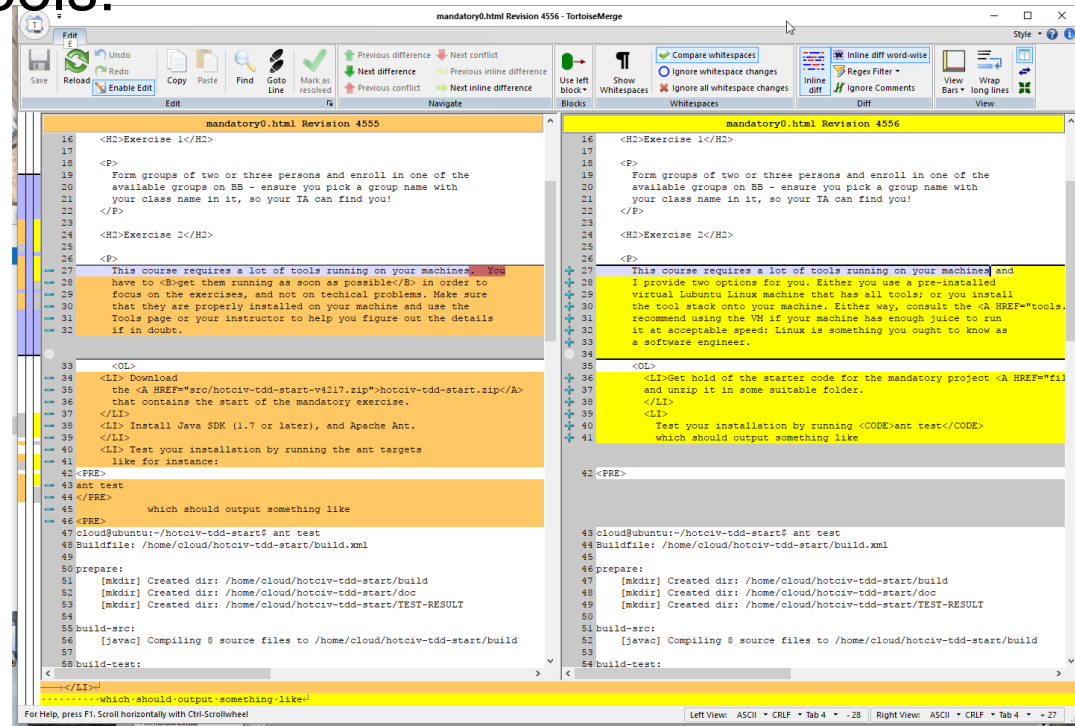 ools.
mandatory0.html Revision 4556 - TortoiseMerge
T
Edit
E
Style
Save
Reload
Undo
Redo
Enable Edit
Copy
Paste
Find
Goto Line
Mark as resolved
Previous difference
Next conflict
Next difference
Previous inline difference
Previous conflict
Next inline difference
Use left block
Show Whitespaces
Compare whitespaces
Ignore whitespace changes
Ignore all whitespace changes
Inline diff
Inline diff word-wise
Regex Filter
Ignore Comments
View Bars
Wrap long lines
Edit
Navigate
Blocks
Whitespaces
Diff
View
mandatory0.html Revision 4555
16 <H2>Exercise 1</H2>
17
18 <P>
19 Form groups of two or three persons and enroll in one of the
20 available groups on BB - ensure you pick a group name with
21 your class name in it, so your TA can find you!
22 </P>
23
24 <H2>Exercise 2</H2>
25
26 <P>
27 This course requires a lot of tools running on your machines. You
28 have to <B>get them running as soon as possible</B> in order to
29 focus on the exercises, and not on techical problems. Make sure
30 that they are properly installed on your machine and use the
31 Tools page or your instructor to help you figure out the details
32 if in doubt.
33 <OL>
34 <LI> Download
35 the <A HREF="src/hotciv-tdd-start-v4217.zip">hotciv-tdd-start.zip</A>
36 that contains the start of the mandatory exercise.
37 </LI>
38 <LI> Install Java SDK (1.7 or later), and Apache Ant.
39 </LI>
40 <LI> Test your installation by running the ant targets
41 like for instance:
42 <PRE>
43 ant test
44 </PRE>
45 which should output something like
46 <PRE>
47 cloud@ubuntu:~/hotciv-tdd-start$ ant test
48 Buildfile: /home/cloud/hotciv-tdd-start/build.xml
49
50 prepare:
51 [mkdir] Created dir: /home/cloud/hotciv-tdd-start/build
52 [mkdir] Created dir: /home/cloud/hotciv-tdd-start/doc
53 [mkdir] Created dir: /home/cloud/hotciv-tdd-start/TEST-RESULT
54
55 build-src:
56 [javac] Compiling 8 source files to /home/cloud/hotciv-tdd-start/build
57
58 build-test:
mandatory0.html Revision 4556
16 <H2>Exercise 1</H2>
17
18 <P>
19 Form groups of two or three persons and enroll in one of the
20 available groups on BB - ensure you pick a group name with
21 your class name in it, so your TA can find you!
22 </P>
23
24 <H2>Exercise 2</H2>
25
26 <P>
27 This course requires a lot of tools running on your machines and
28 I provide two options for you. Either you use a pre-installed
29 virtual Lubuntu Linux machine that has all tools; or you install
30 the tool stack onto your machine. Either way, consult the <A HREF="tools.
31 recommend using the VM if your machine has enough juice to run
32 it at acceptable speed: Linux is something you ought to know as
33 a software engineer.
34
35 <OL>
36 <LI>Get hold of the starter code for the mandatory project <A HREF="fil
37 and unzip it in some suitable folder.
38 </LI>
39 <LI>
40 Test your installation by running <CODE>ant test</CODE>
41 which should output something like
42 <PRE>
43 cloud@ubuntu:~/hotciv-tdd-start$ ant test
44 Buildfile: /home/cloud/hotciv-tdd-start/build.xml
45
46 prepare:
47 [mkdir] Created dir: /home/cloud/hotciv-tdd-start/build
48 [mkdir] Created dir: /home/cloud/hotciv-tdd-start/doc
49 [mkdir] Created dir: /home/cloud/hotciv-tdd-start/TEST-RESULT
50
51 build-src:
52 [javac] Compiling 8 source files to /home/cloud/hotciv-tdd-start/build
53
54 build-test:
→</LI>↵
··········which·should·output·something·like↵
For Help, press F1. Scroll horizontally with Ctrl-Scrollwheel
Left View: ASCII CRLF Tab 4 - 28 Right View: ASCII CRLF Tab 4 + 27